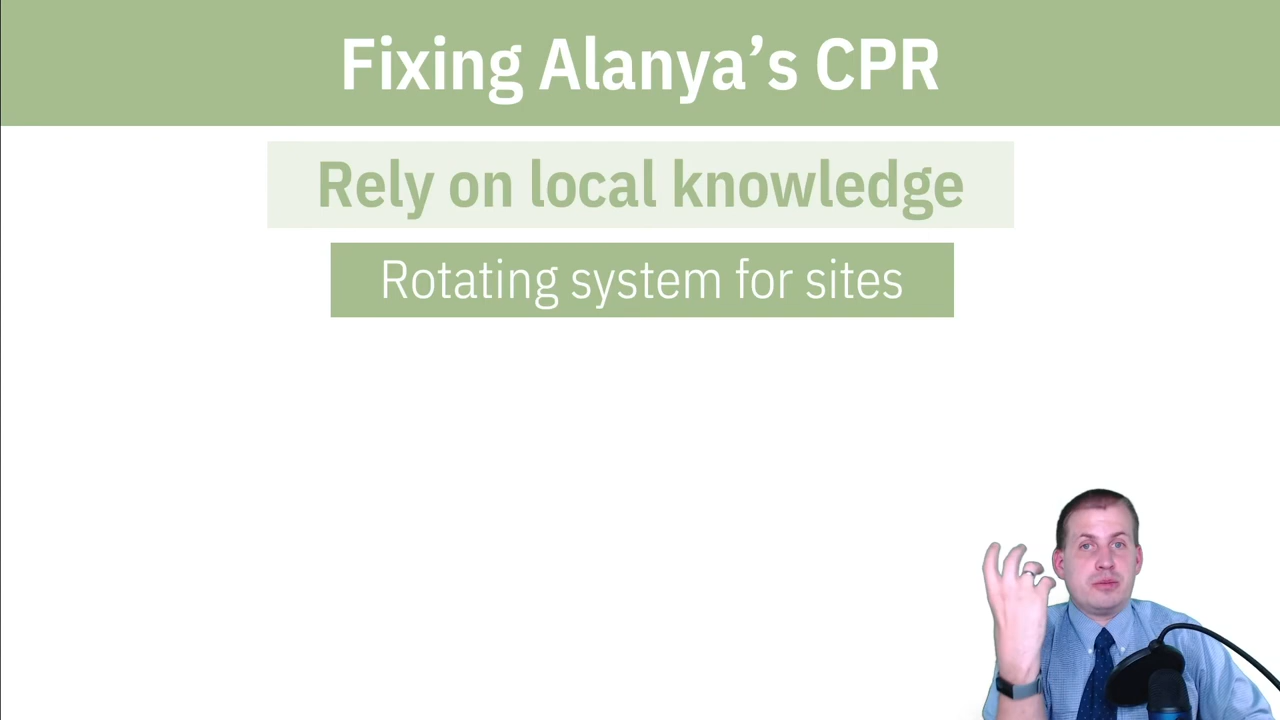 Fixing Alanya’s CPR
Rely on local knowledge
Rotating system for sites